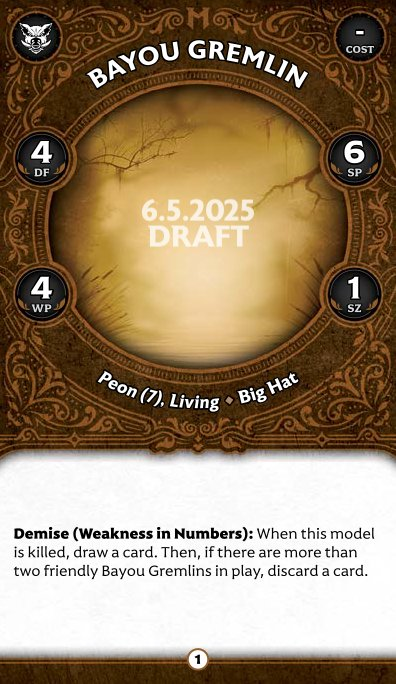 -
COST
BAYOU GREMLIN
4
DF
6
SP
6.5.2025
DRAFT
4
WP
1
SZ
Peon (7), Living ◆ Big Hat
Demise (Weakness in Numbers): When this model
is killed, draw a card. Then, if there are more than
two friendly Bayou Gremlins in play, discard a card.
1